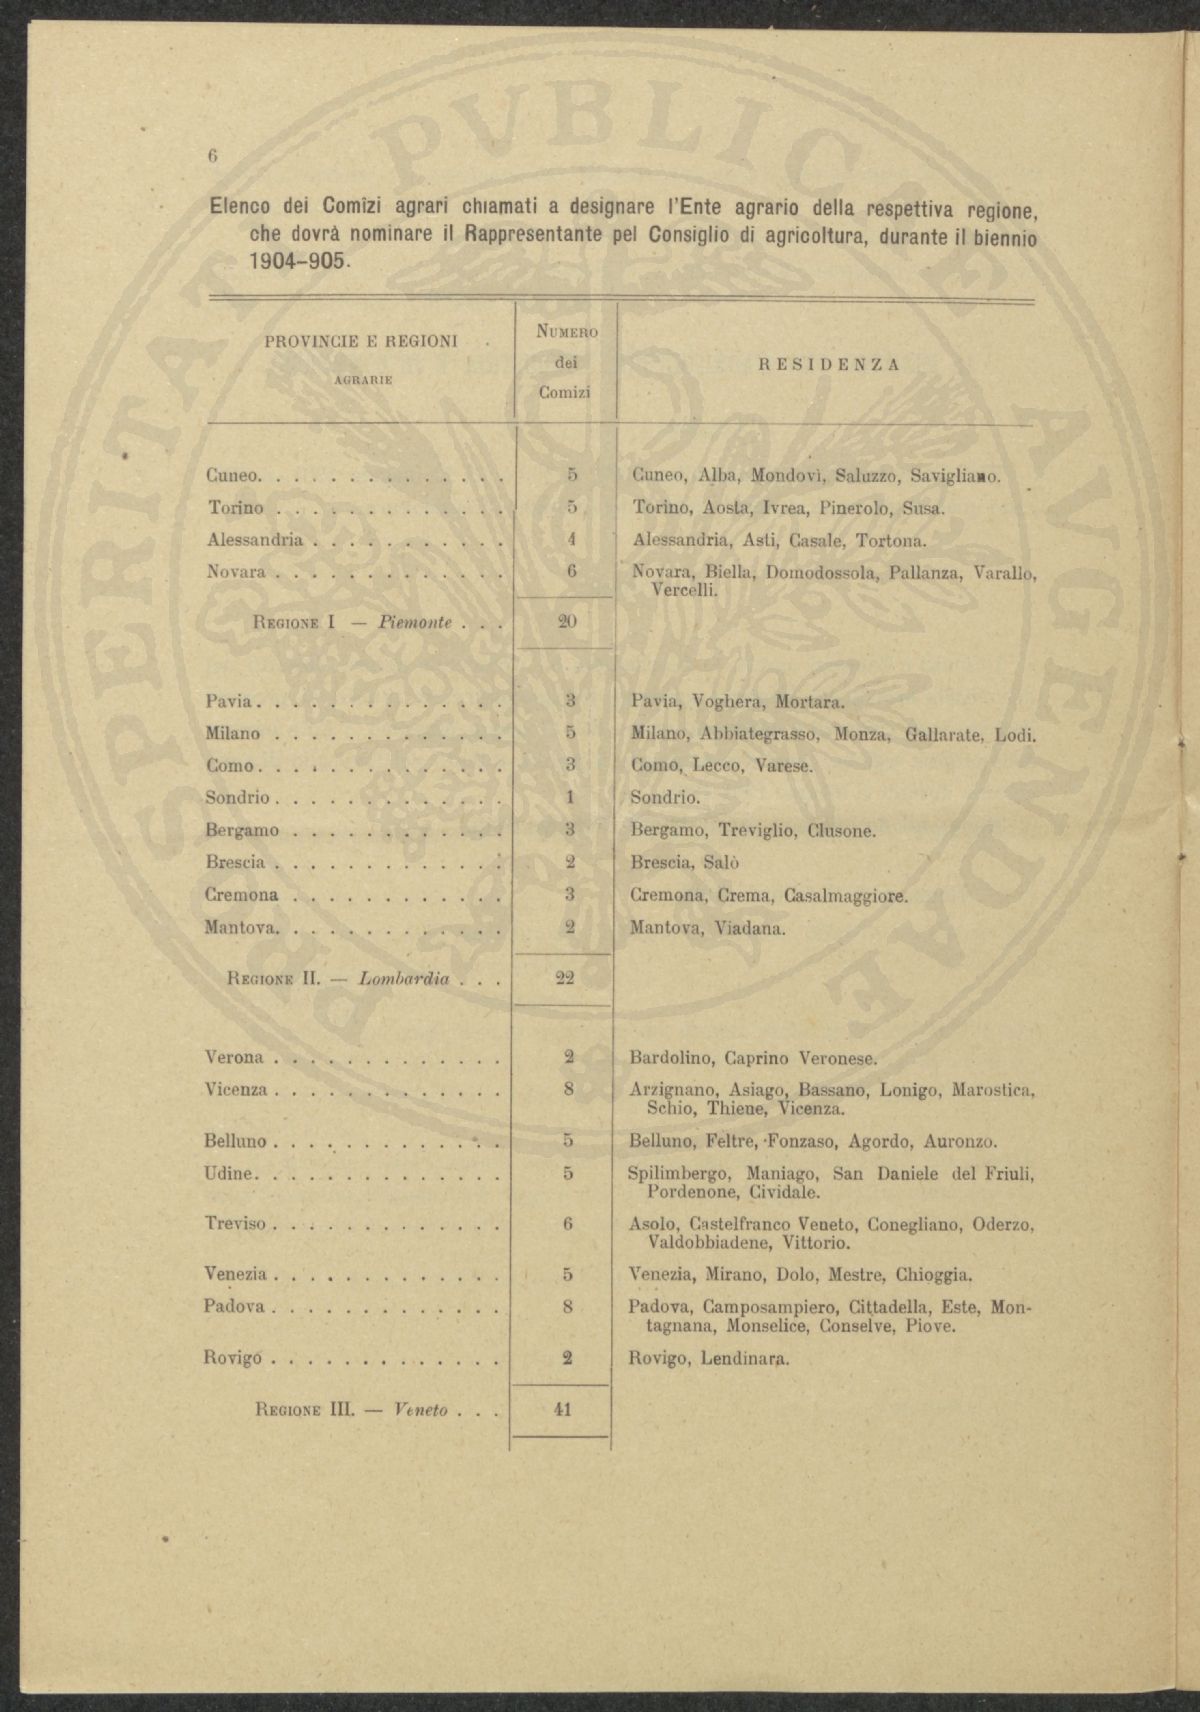 PROSPERITATI PVBLICAE AVGENDAE
6
Elenco dei Comîzi agrari chiamati a designare l'Ente agrario della respettiva regione,
che dovrà nominare il Rappresentante pel Consiglio di agricoltura, durante il biennio
1904-905.
PROVINCIE E REGIONI
AGRARIE
NUMERO
dei
Comizi
RESIDENZA
Cuneo. . . . . . . . . . . . . . 5 Cuneo, Alba, Mondovì, Saluzzo, Savigliano.
Torino . . . . . . . . . . . . . 5 Torino, Aosta, Ivrea, Pinerolo, Susa.
Alessandria . . . . . . . . . . . 4 Alessandria, Asti, Casale, Tortona.
Novara . . . . . . . . . . . . . 6 Novara, Biella, Domodossola, Pallanza, Varallo,
Vercelli.
REGIONE I — Piemonte . . . 20
Pavia. . . . . . . . . . . . . . 3 Pavia, Voghera, Mortara.
Milano . . . . . . . . . . . . . 5 Milano, Abbiategrasso, Monza, Gallarate, Lodi.
Como. . . . . . . . . . . . . . 3 Como, Lecco, Varese.
Sondrio . . . . . . . . . . . . . 1 Sondrio.
Bergamo . . . . . . . . . . . . 3 Bergamo, Treviglio, Clusone.
Brescia . . . . . . . . . . . . . 2 Brescia, Salò
Cremona . . . . . . . . . . . . 3 Cremona, Crema, Casalmaggiore.
Mantova. . . . . . . . . . . . . 2 Mantova, Viadana.
REGIONE II. — Lombardia . . . 22
Verona . . . . . . . . . . . . . 2 Bardolino, Caprino Veronese.
Vicenza . . . . . . . . . . . . . 8 Arzignano, Asiago, Bassano, Lonigo, Marostica,
Schio, Thiene, Vicenza.
Belluno . . . . . . . . . . . . . 5 Belluno, Feltre, Fonzaso, Agordo, Auronzo.
Udine. . . . . . . . . . . . . . 5 Spilimbergo, Maniago, San Daniele del Friuli,
Pordenone, Cividale.
Treviso . . . . . . . . . . . . . 6 Asolo, Castelfranco Veneto, Conegliano, Oderzo,
Valdobbiadene, Vittorio.
Venezia . . . . . . . . . . . . . 5 Venezia, Mirano, Dolo, Mestre, Chioggia.
Padova . . . . . . . . . . . . . 8 Padova, Camposampiero, Cittadella, Este, Mon-
tagnana, Monselice, Conselve, Piove.
Rovigo . . . . . . . . . . . . . 2 Rovigo, Lendinara.
REGIONE III. — Veneto . . . 41